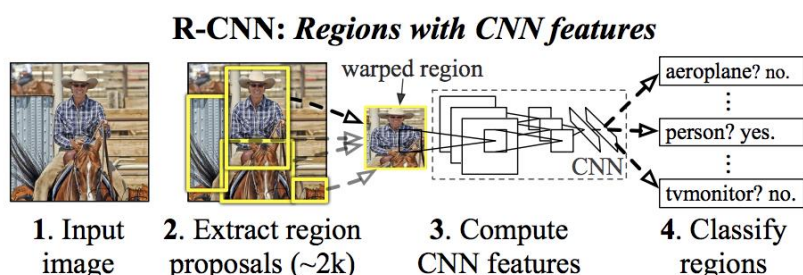 R-CNN: Regions with CNN features
warped region
aeroplane? no.
person? yes.
CNN
tvmonitor? no.
1. Input
image
2. Extract region
proposals (~2k)
3. Compute
CNN features
4. Classify
regions